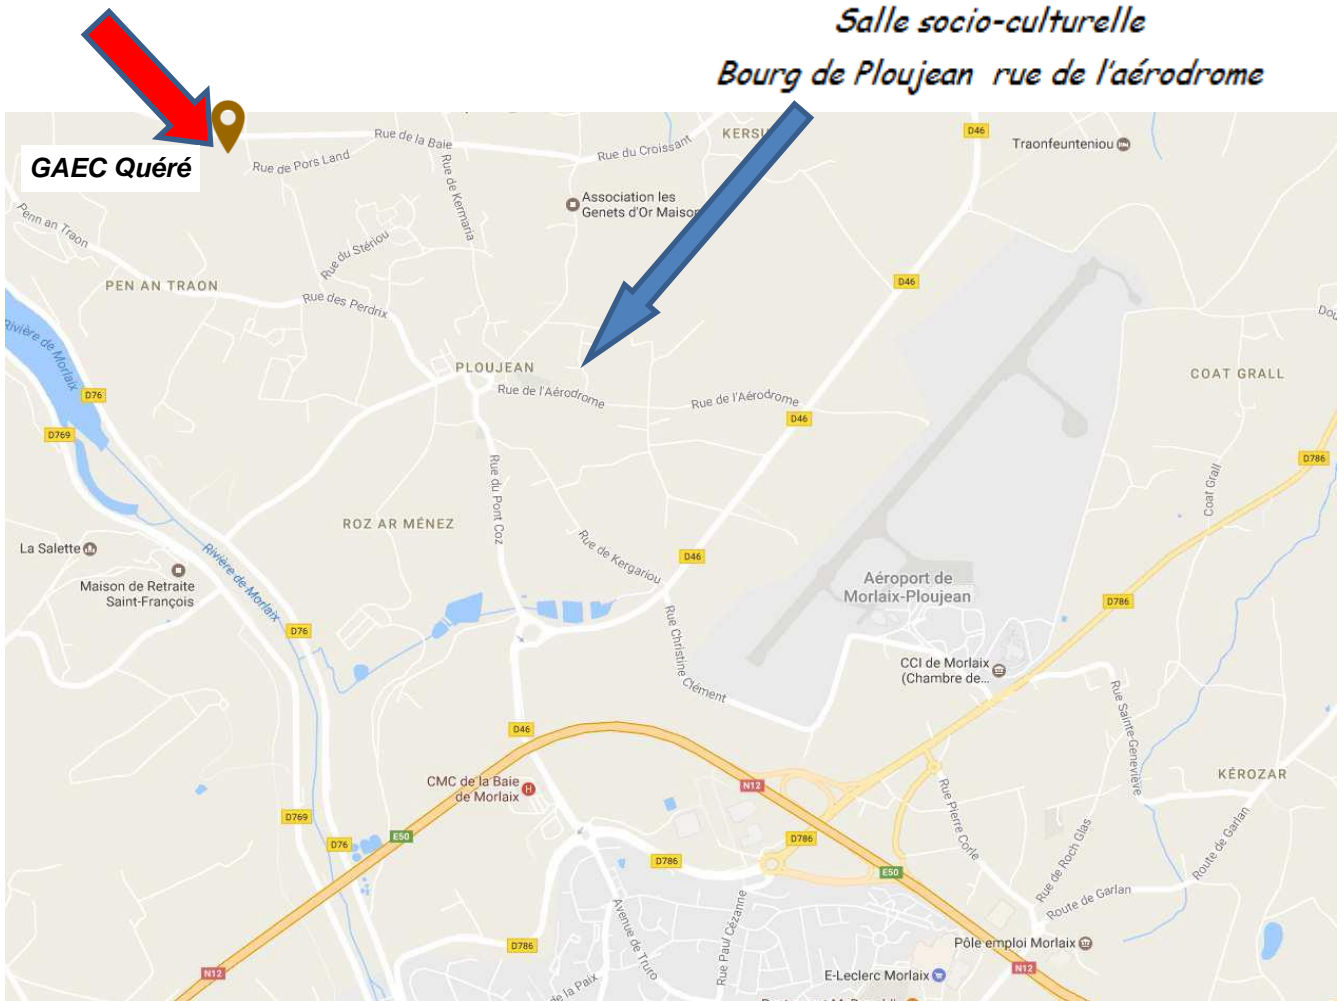 Salle socio-culturelle
Bourg de Ploujean rue de l'aérodrome
GAEC Quéré
Rue de la Baie
Rue de Pors Land
Rue de Kermaria
Rue du Croissant
D46
Traonfeunteniou
Association les
Genets d'Or
Penn an Traon
Rue du Stériou
PEN AN TRAON
Rue des Perdrix
D46
Rivière de Morlaix
PLOUJEAN
COAT GRALL
D76
Rue de l'Aérodrome
Rue de l'Aérodrome
D46
D769
D786
Rue du Pont Coz
Coat Grall
ROZ AR MÉNEZ
La Salette
Rivière de Morlaix
Rue de Kergariou
D46
Maison de Retraite
Saint-François
Aéroport de
Morlaix-Ploujean
D786
D76
Rue Christine Clément
CCI de Morlaix
(Chambre de...
Rue Sainte-Geneviève
D46
CMC de la Baie
de Morlaix
H
N12
KÉROZAR
D769
D76
E50
D786
Rue Pierre Corle
Rue de Roch Glas
Route de Garlan
D786
E50
Route de Garlan
Avenue de Truro
Rue Paul Cézanne
D786
Pôle emploi Morlaix
N12
E-Leclerc Morlaix
N12
de la Paix